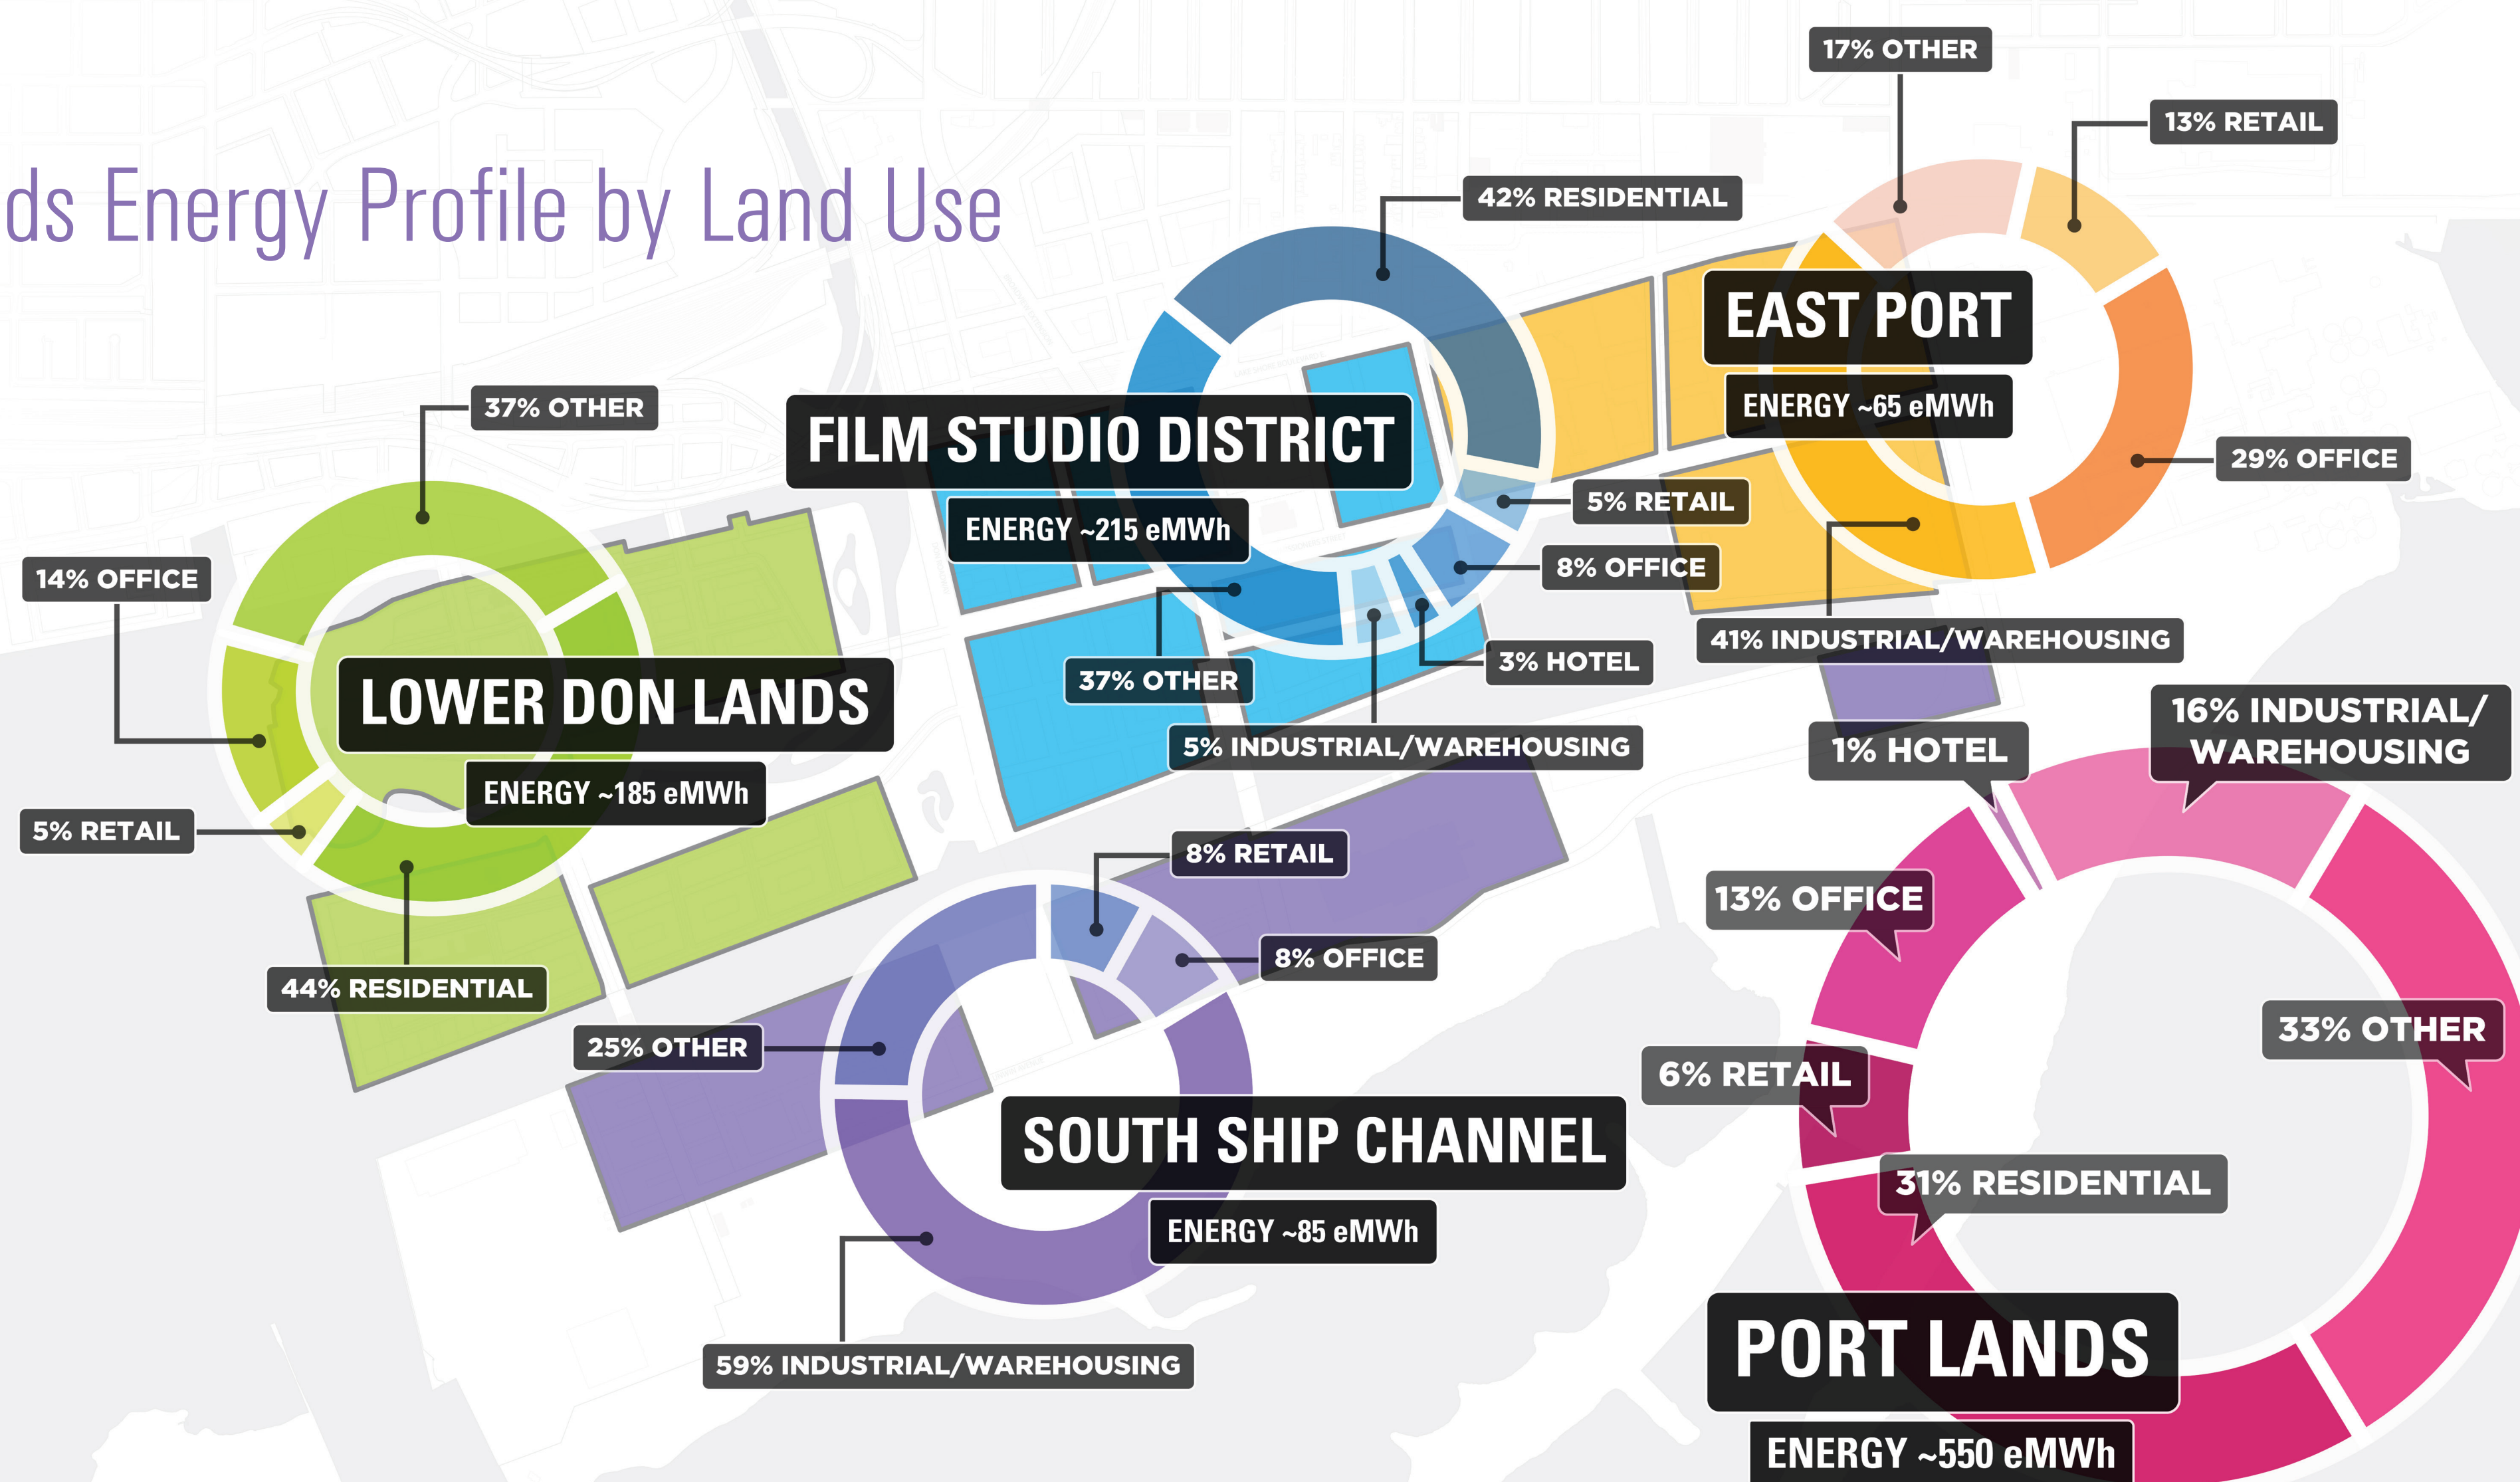 ds Energy Profile by Land Use
17% OTHER
13% RETAIL
42% RESIDENTIAL
EAST PORT
ENERGY ~65 eMWh
29% OFFICE
41% INDUSTRIAL/WAREHOUSING
FILM STUDIO DISTRICT
ENERGY ~215 eMWh
5% RETAIL
8% OFFICE
3% HOTEL
37% OTHER
5% INDUSTRIAL/WAREHOUSING
37% OTHER
14% OFFICE
LOWER DON LANDS
ENERGY ~185 eMWh
5% RETAIL
44% RESIDENTIAL
8% RETAIL
8% OFFICE
25% OTHER
SOUTH SHIP CHANNEL
ENERGY ~85 eMWh
59% INDUSTRIAL/WAREHOUSING
1% HOTEL
16% INDUSTRIAL/
WAREHOUSING
13% OFFICE
33% OTHER
6% RETAIL
31% RESIDENTIAL
PORT LANDS
ENERGY ~550 eMWh